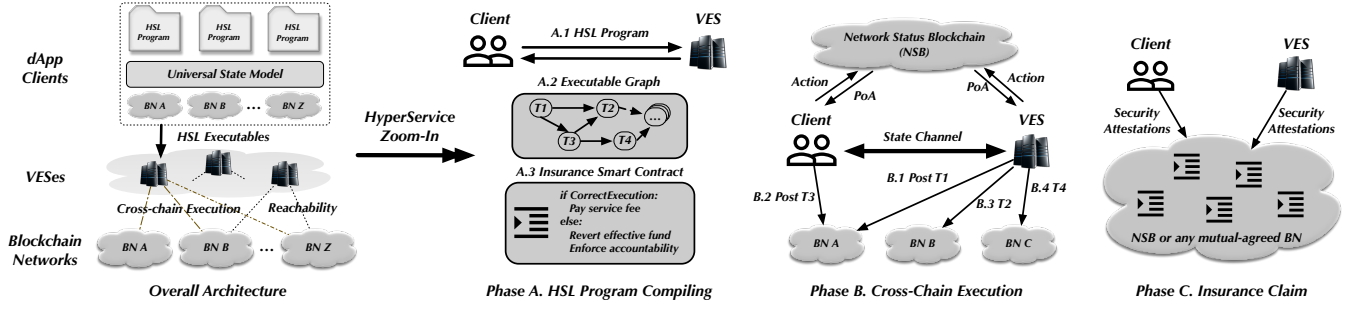 dApp
Clients
HSL
Program
HSL
Program
HSL
Program
Universal State Model
BN A
BN B
...
BN Z
HSL Executables
VESes
Cross-chain Execution
Reachability
Blockchain
Networks
BN A
BN B
...
BN Z
Overall Architecture
HyperService
Zoom-In
Client
VES
A.1 HSL Program
A.2 Executable Graph
T1
T2
...
T3
T4
A.3 Insurance Smart Contract
if CorrectExecution:
Pay service fee
else:
Revert effective fund
Enforce accountability
Phase A. HSL Program Compiling
Network Status Blockchain
(NSB)
Action
PoA
PoA
Action
Client
VES
State Channel
B.1 Post T1
B.2 Post T3
B.3 T2
B.4 T4
BN A
BN B
BN C
Phase B. Cross-Chain Execution
Client
VES
Security
Attestations
Security
Attestations
NSB or any mutual-agreed BN
Phase C. Insurance Claim